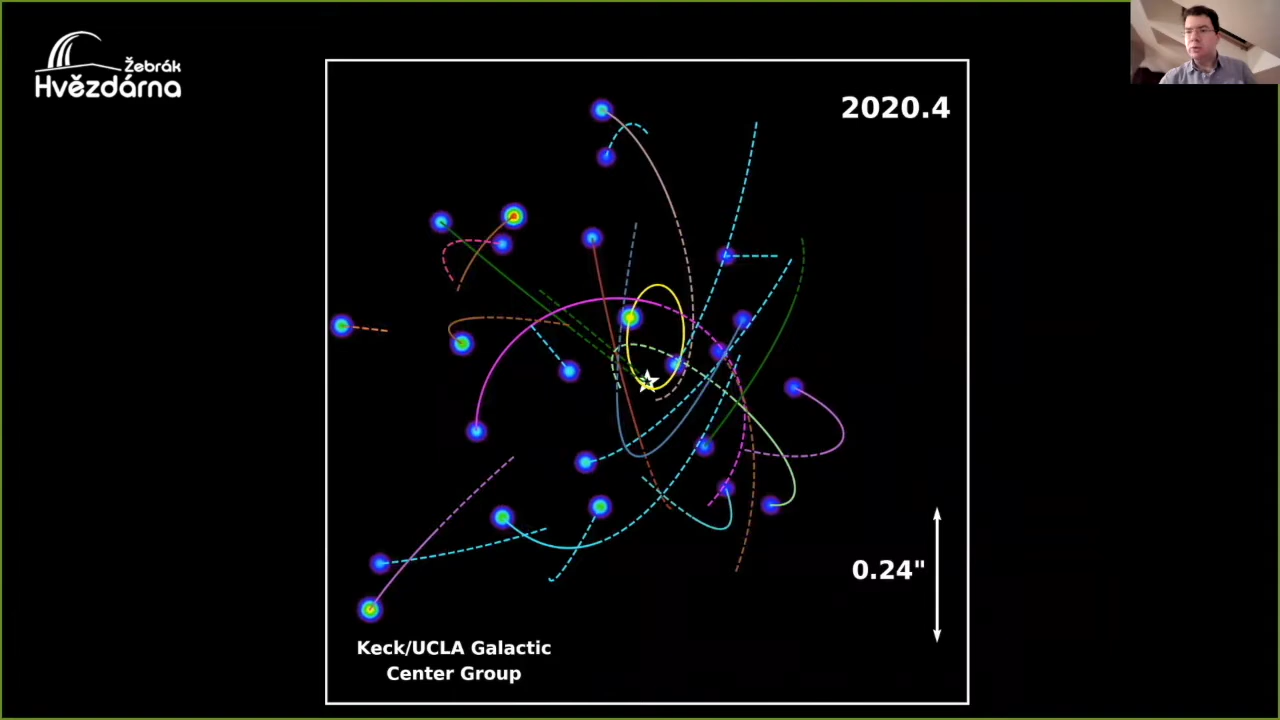 Žebrák
Hvězdárna
2020.4
0.24"
Keck/UCLA Galactic
Center Group